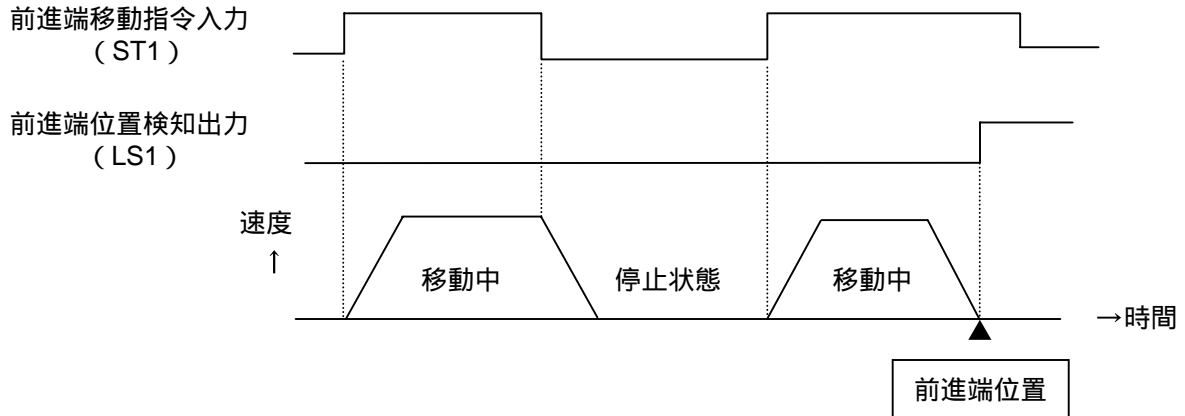 前進端移動指令入力
(ST1)
前進端位置検知出力
(LS1)
速度
↑
移動中
停止状態
移動中
→時間
前進端位置